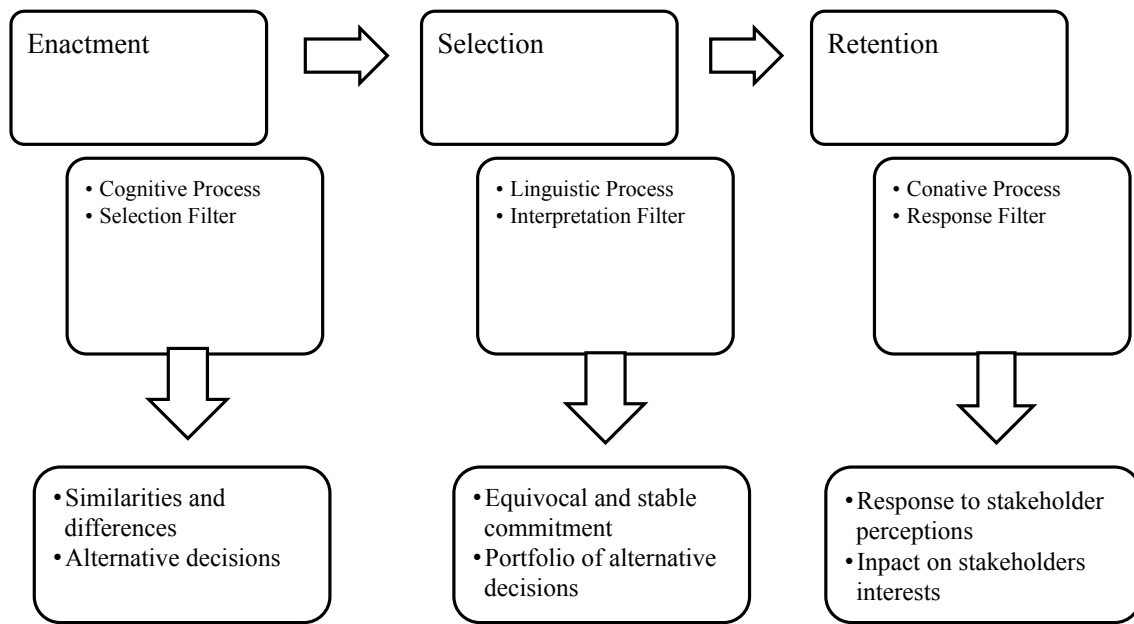 Enactment
Selection
Retention
• Cognitive Process
• Selection Filter
• Linguistic Process
• Interpretation Filter
• Conative Process
• Response Filter
• Similarities and
differences
• Alternative decisions
• Equivocal and stable
commitment
• Portfolio of alternative
decisions
• Response to stakeholder
perceptions
• Inpact on stakeholders
interests